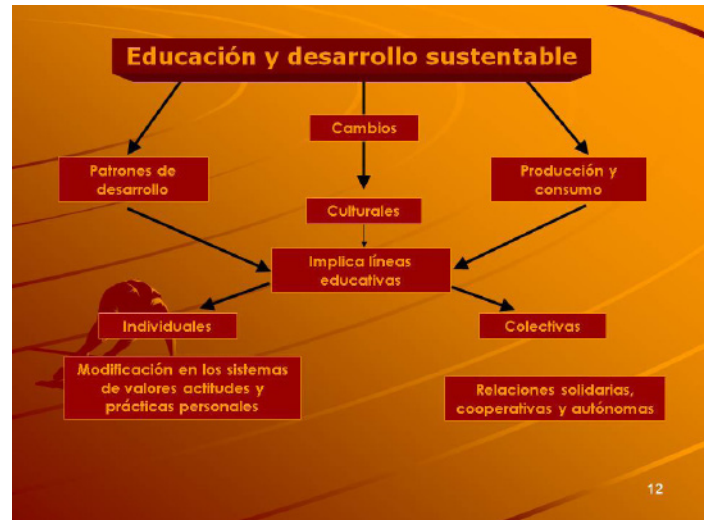 Educación y desarrollo sustentable
Cambios
Patrones de
desarrollo
Producción y
consumo
Culturales
Implica líneas
educativas
Individuales
Colectivas
Modificación en los sistemas
de valores actitudes y
prácticas personales
Relaciones solidarias,
cooperativas y autónomas
12